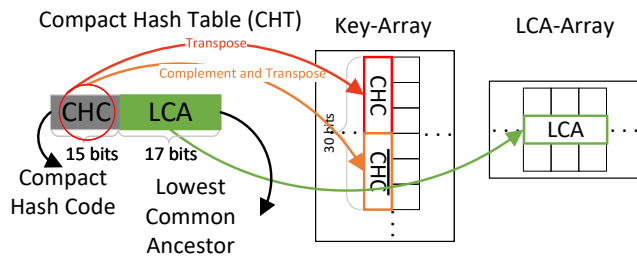 Compact Hash Table (CHT)
Key-Array
LCA-Array
Transpose
Complement and Transpose
CHC
LCA
15 bits
17 bits
Compact
Hash Code
Lowest
Common
Ancestor
30 bits
CHC
CHC
LCA